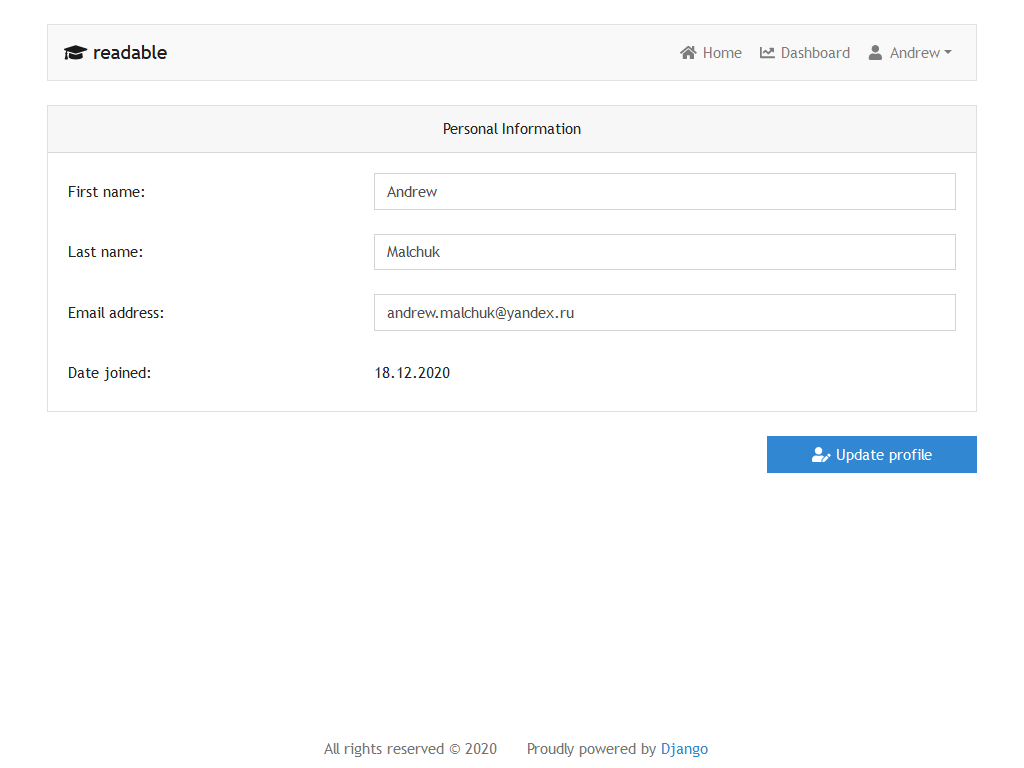 readable Home Dashboard Andrew
Personal Information
First name: Andrew
Last name: Malchuk
Email address: andrew.malchuk@yandex.ru
Date joined: 18.12.2020
Update profile
All rights reserved © 2020 Proudly powered by Django